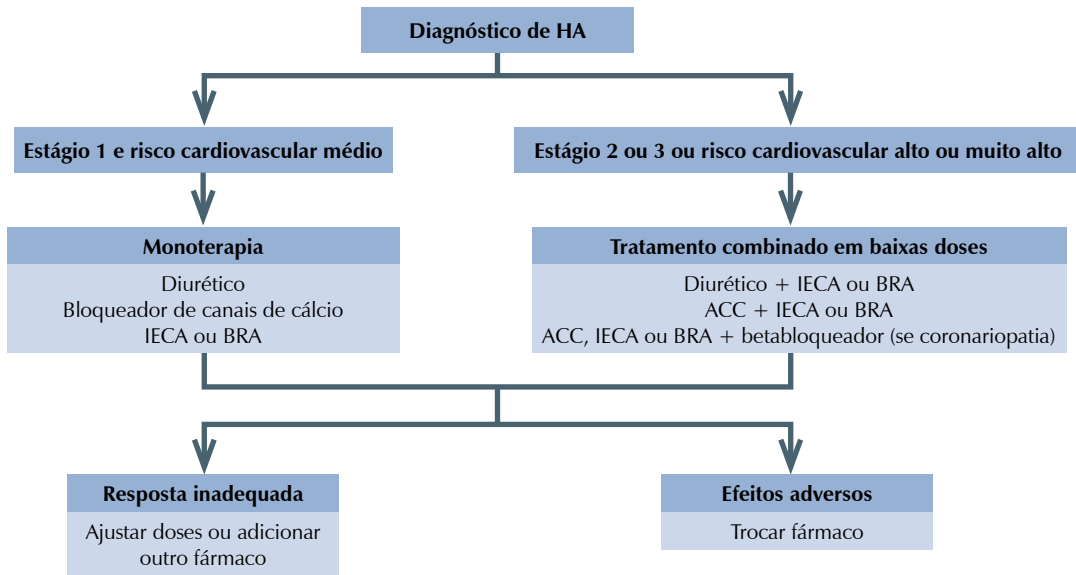 Diagnóstico de HA
Estágio 1 e risco cardiovascular médio
Estágio 2 ou 3 ou risco cardiovascular alto ou muito alto
Monoterapia
Diurético
Bloqueador de canais de cálcio
IECA ou BRA
Tratamento combinado em baixas doses
Diurético + IECA ou BRA
ACC + IECA ou BRA
ACC, IECA ou BRA + betabloqueador (se coronariopatia)
Resposta inadequada
Ajustar doses ou adicionar
outro fármaco
Efeitos adversos
Trocar fármaco